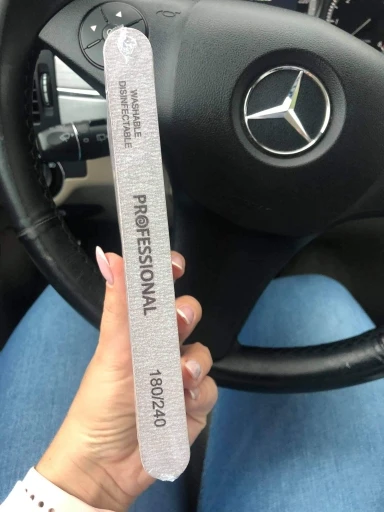 WASHABLE
DISINFECTABLE
PROFESSIONAL
180/240